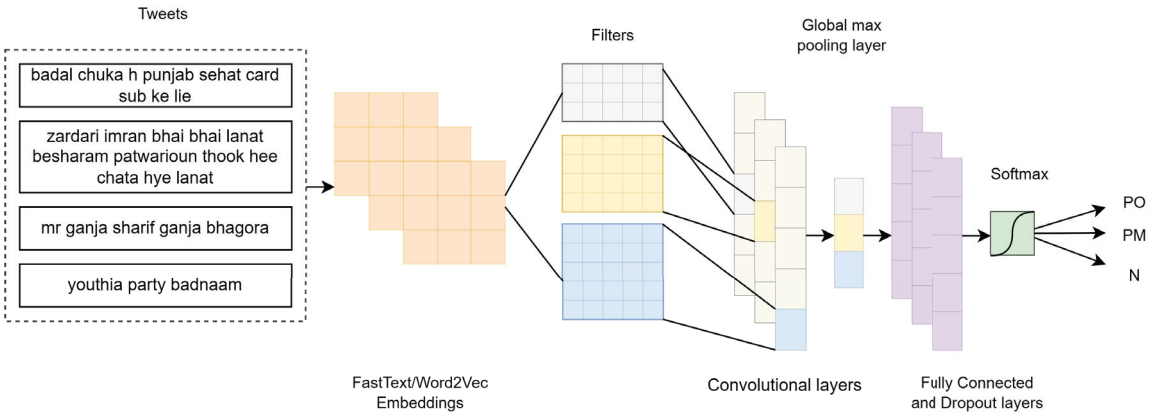 Tweets
badal chuka h punjab sehat card
sub ke lie
zardari imran bhai bhai lanat
besharam patwarioun thook hee
chata hye lanat
mr ganja sharif ganja bhagora
youthia party badnaam
FastText/Word2Vec
Embeddings
Filters
Convolutional layers
Global max
pooling layer
Fully Connected
and Dropout layers
Softmax
PO
PM
N